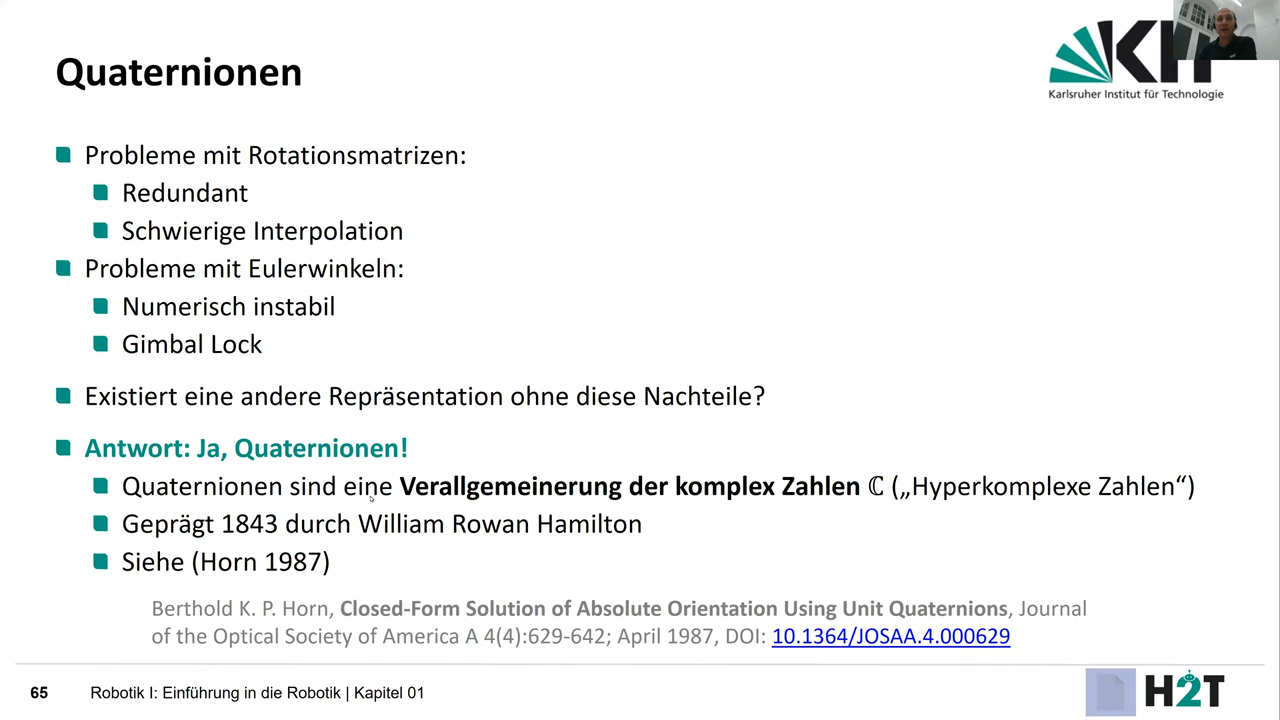 Quaternionen
KIT
Karlsruher Institut für Technologie
Probleme mit Rotationsmatrizen:
Redundant
Schwierige Interpolation
Probleme mit Eulerwinkeln:
Numerisch instabil
Gimbal Lock
Existiert eine andere Repräsentation ohne diese Nachteile?
Antwort: Ja, Quaternionen!
Quaternionen sind eine Verallgemeinerung der komplex Zahlen ℂ („Hyperkomplexe Zahlen“)
Geprägt 1843 durch William Rowan Hamilton
Siehe (Horn 1987)
Berthold K. P. Horn, Closed-Form Solution of Absolute Orientation Using Unit Quaternions, Journal
of the Optical Society of America A 4(4):629-642; April 1987, DOI: 10.1364/JOSAA.4.000629
65 Robotik I: Einführung in die Robotik | Kapitel 01
H2T